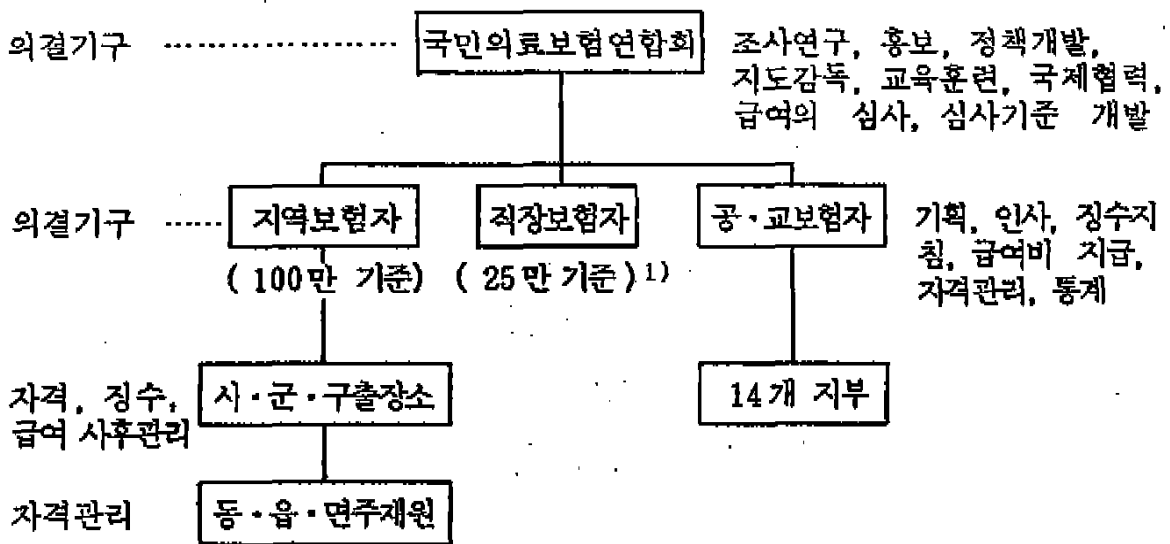 의결기구 ················ 국민의료보험연합회 조사연구, 홍보, 정책개발,
지도감독, 교육훈련, 국제협력,
급여의 심사, 심사기준 개발
의결기구 ······ 지역보험자 직장보험자 공·교보험자 기획, 인사, 징수지
침, 급여비 지급,
자격관리, 통계
( 100만 기준) ( 25만 기준 ) 1)
자격, 징수,
급여 사후관리
시·군·구출장소 14개 지부
자격관리 동·읍·면주재원